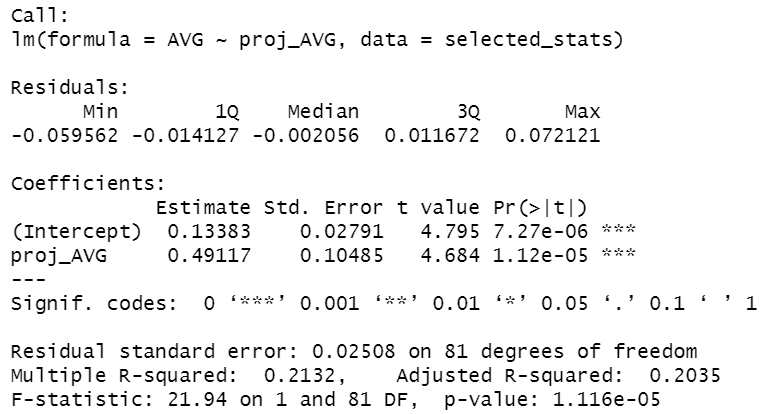 Call:
lm(formula = AVG ~ proj_AVG, data = selected_stats)
Residuals:
      Min        1Q    Median        3Q       Max
-0.059562 -0.014127 -0.002056  0.011672  0.072121
Coefficients:
            Estimate Std. Error t value Pr(>|t|)
(Intercept)  0.13383    0.02791   4.795 7.27e-06 ***
proj_AVG     0.49117    0.10485   4.684 1.12e-05 ***
---
Signif. codes:  0 ‘***’ 0.001 ‘**’ 0.01 ‘*’ 0.05 ‘.’ 0.1 ‘ ’ 1
Residual standard error: 0.02508 on 81 degrees of freedom
Multiple R-squared:  0.2132,    Adjusted R-squared:  0.2035
F-statistic: 21.94 on 1 and 81 DF,  p-value: 1.116e-05